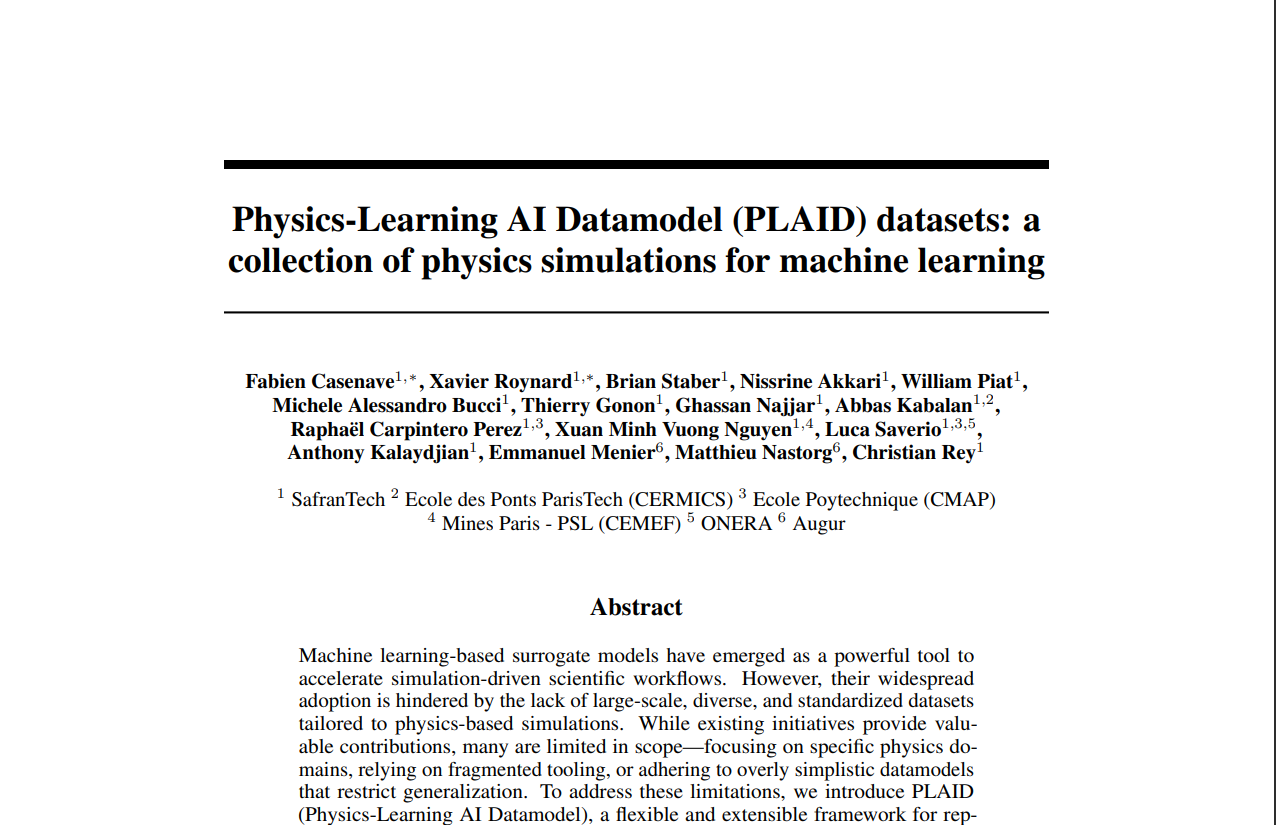 Physics-Learning AI Datamodel (PLAID) datasets: a
collection of physics simulations for machine learning
Fabien Casenave1,∗, Xavier Roynard1,∗, Brian Staber1, Nissrine Akkari1, William Piat1,
Michele Alessandro Bucci1, Thierry Gonon1, Ghassan Najjar1, Abbas Kabalan1,2,
Raphaël Carpintero Perez1,3, Xuan Minh Vuong Nguyen1,4, Luca Saverio1,3,5,
Anthony Kalaydjian1, Emmanuel Menier6, Matthieu Nastorg6, Christian Rey1
1 SafranTech 2 Ecole des Ponts ParisTech (CERMICS) 3 Ecole Poytechnique (CMAP)
4 Mines Paris - PSL (CEMEF) 5 ONERA 6 Augur
Abstract
Machine learning-based surrogate models have emerged as a powerful tool to
accelerate simulation-driven scientific workflows. However, their widespread
adoption is hindered by the lack of large-scale, diverse, and standardized datasets
tailored to physics-based simulations. While existing initiatives provide valu-
able contributions, many are limited in scope—focusing on specific physics do-
mains, relying on fragmented tooling, or adhering to overly simplistic datamodels
that restrict generalization. To address these limitations, we introduce PLAID
(Physics-Learning AI Datamodel), a flexible and extensible framework for rep-